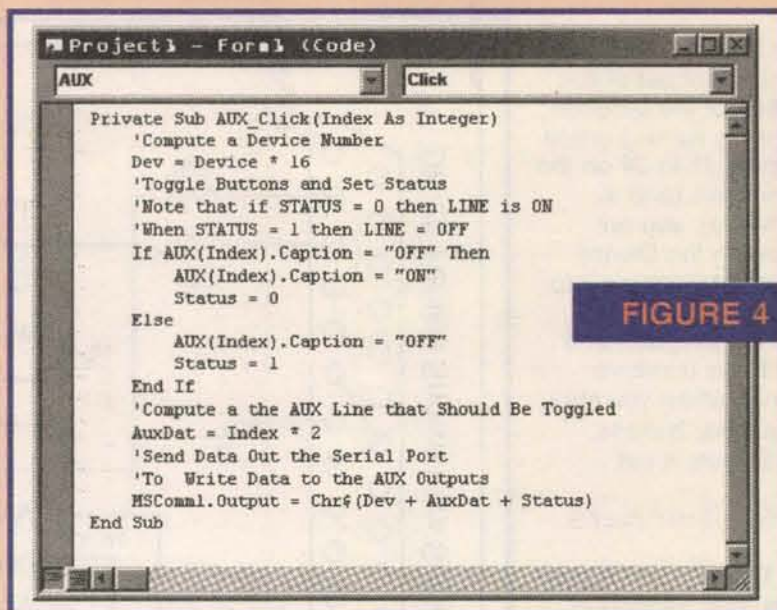 Project1 - Form1 (Code)
AUX Click
Private Sub AUX_Click(Index As Integer)
'Compute a Device Number
Dev = Device * 16
'Toggle Buttons and Set Status
'Note that if STATUS = 0 then LINE is ON
'When STATUS = 1 then LINE = OFF
If AUX(Index).Caption = "OFF" Then
AUX(Index).Caption = "ON"
Status = 0
Else
AUX(Index).Caption = "OFF"
Status = 1
End If
'Compute a the AUX Line that Should Be Toggled
AuxDat = Index * 2
'Send Data Out the Serial Port
'To Write Data to the AUX Outputs
MSComm1.Output = Chr$(Dev + AuxDat + Status)
End Sub
FIGURE 4